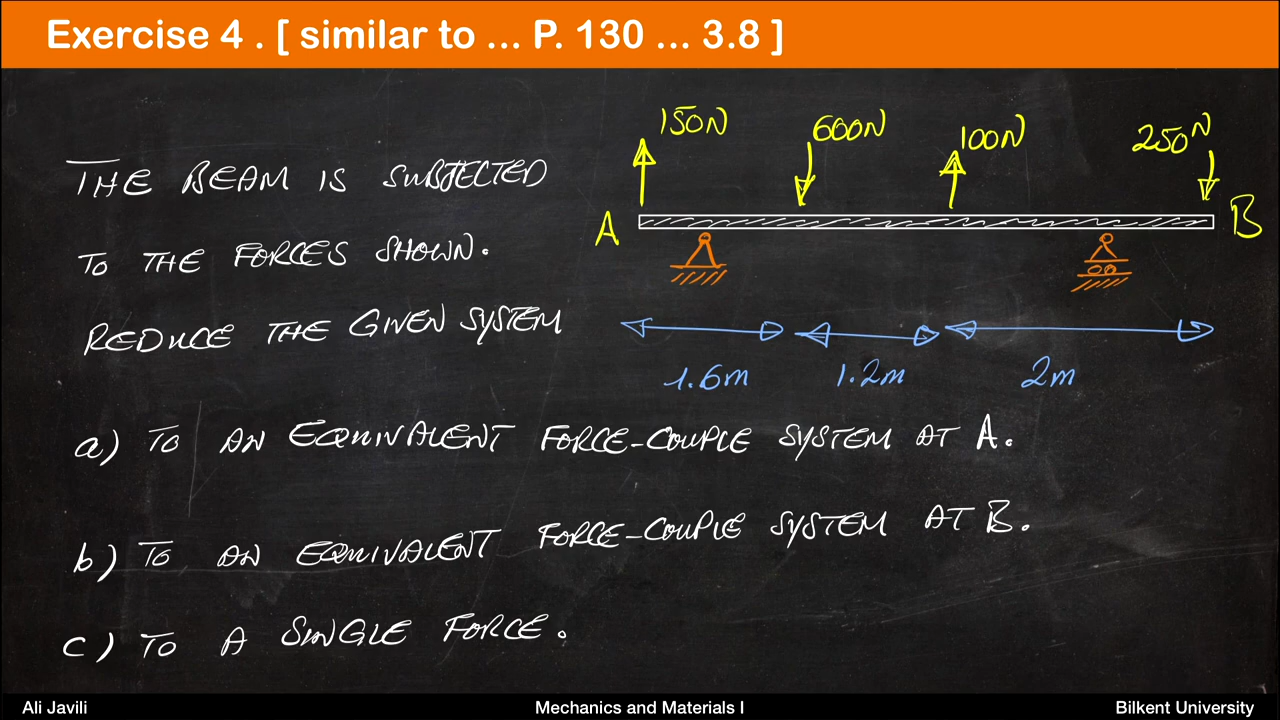 Exercise 4 . [ similar to ... P. 130 ... 3.8 ]
150N 600N 100N 250N
THE BEAM IS SUBJECTED
A B
TO THE FORCES SHOWN.
REDUCE THE GIVEN SYSTEM
1.6m 1.2m 2m
a) TO AN EQUIVALENT FORCE-COUPLE SYSTEM AT A.
b) TO AN EQUIVALENT FORCE-COUPLE SYSTEM AT B.
c) TO A SINGLE FORCE.
Ali Javili Mechanics and Materials I Bilkent University